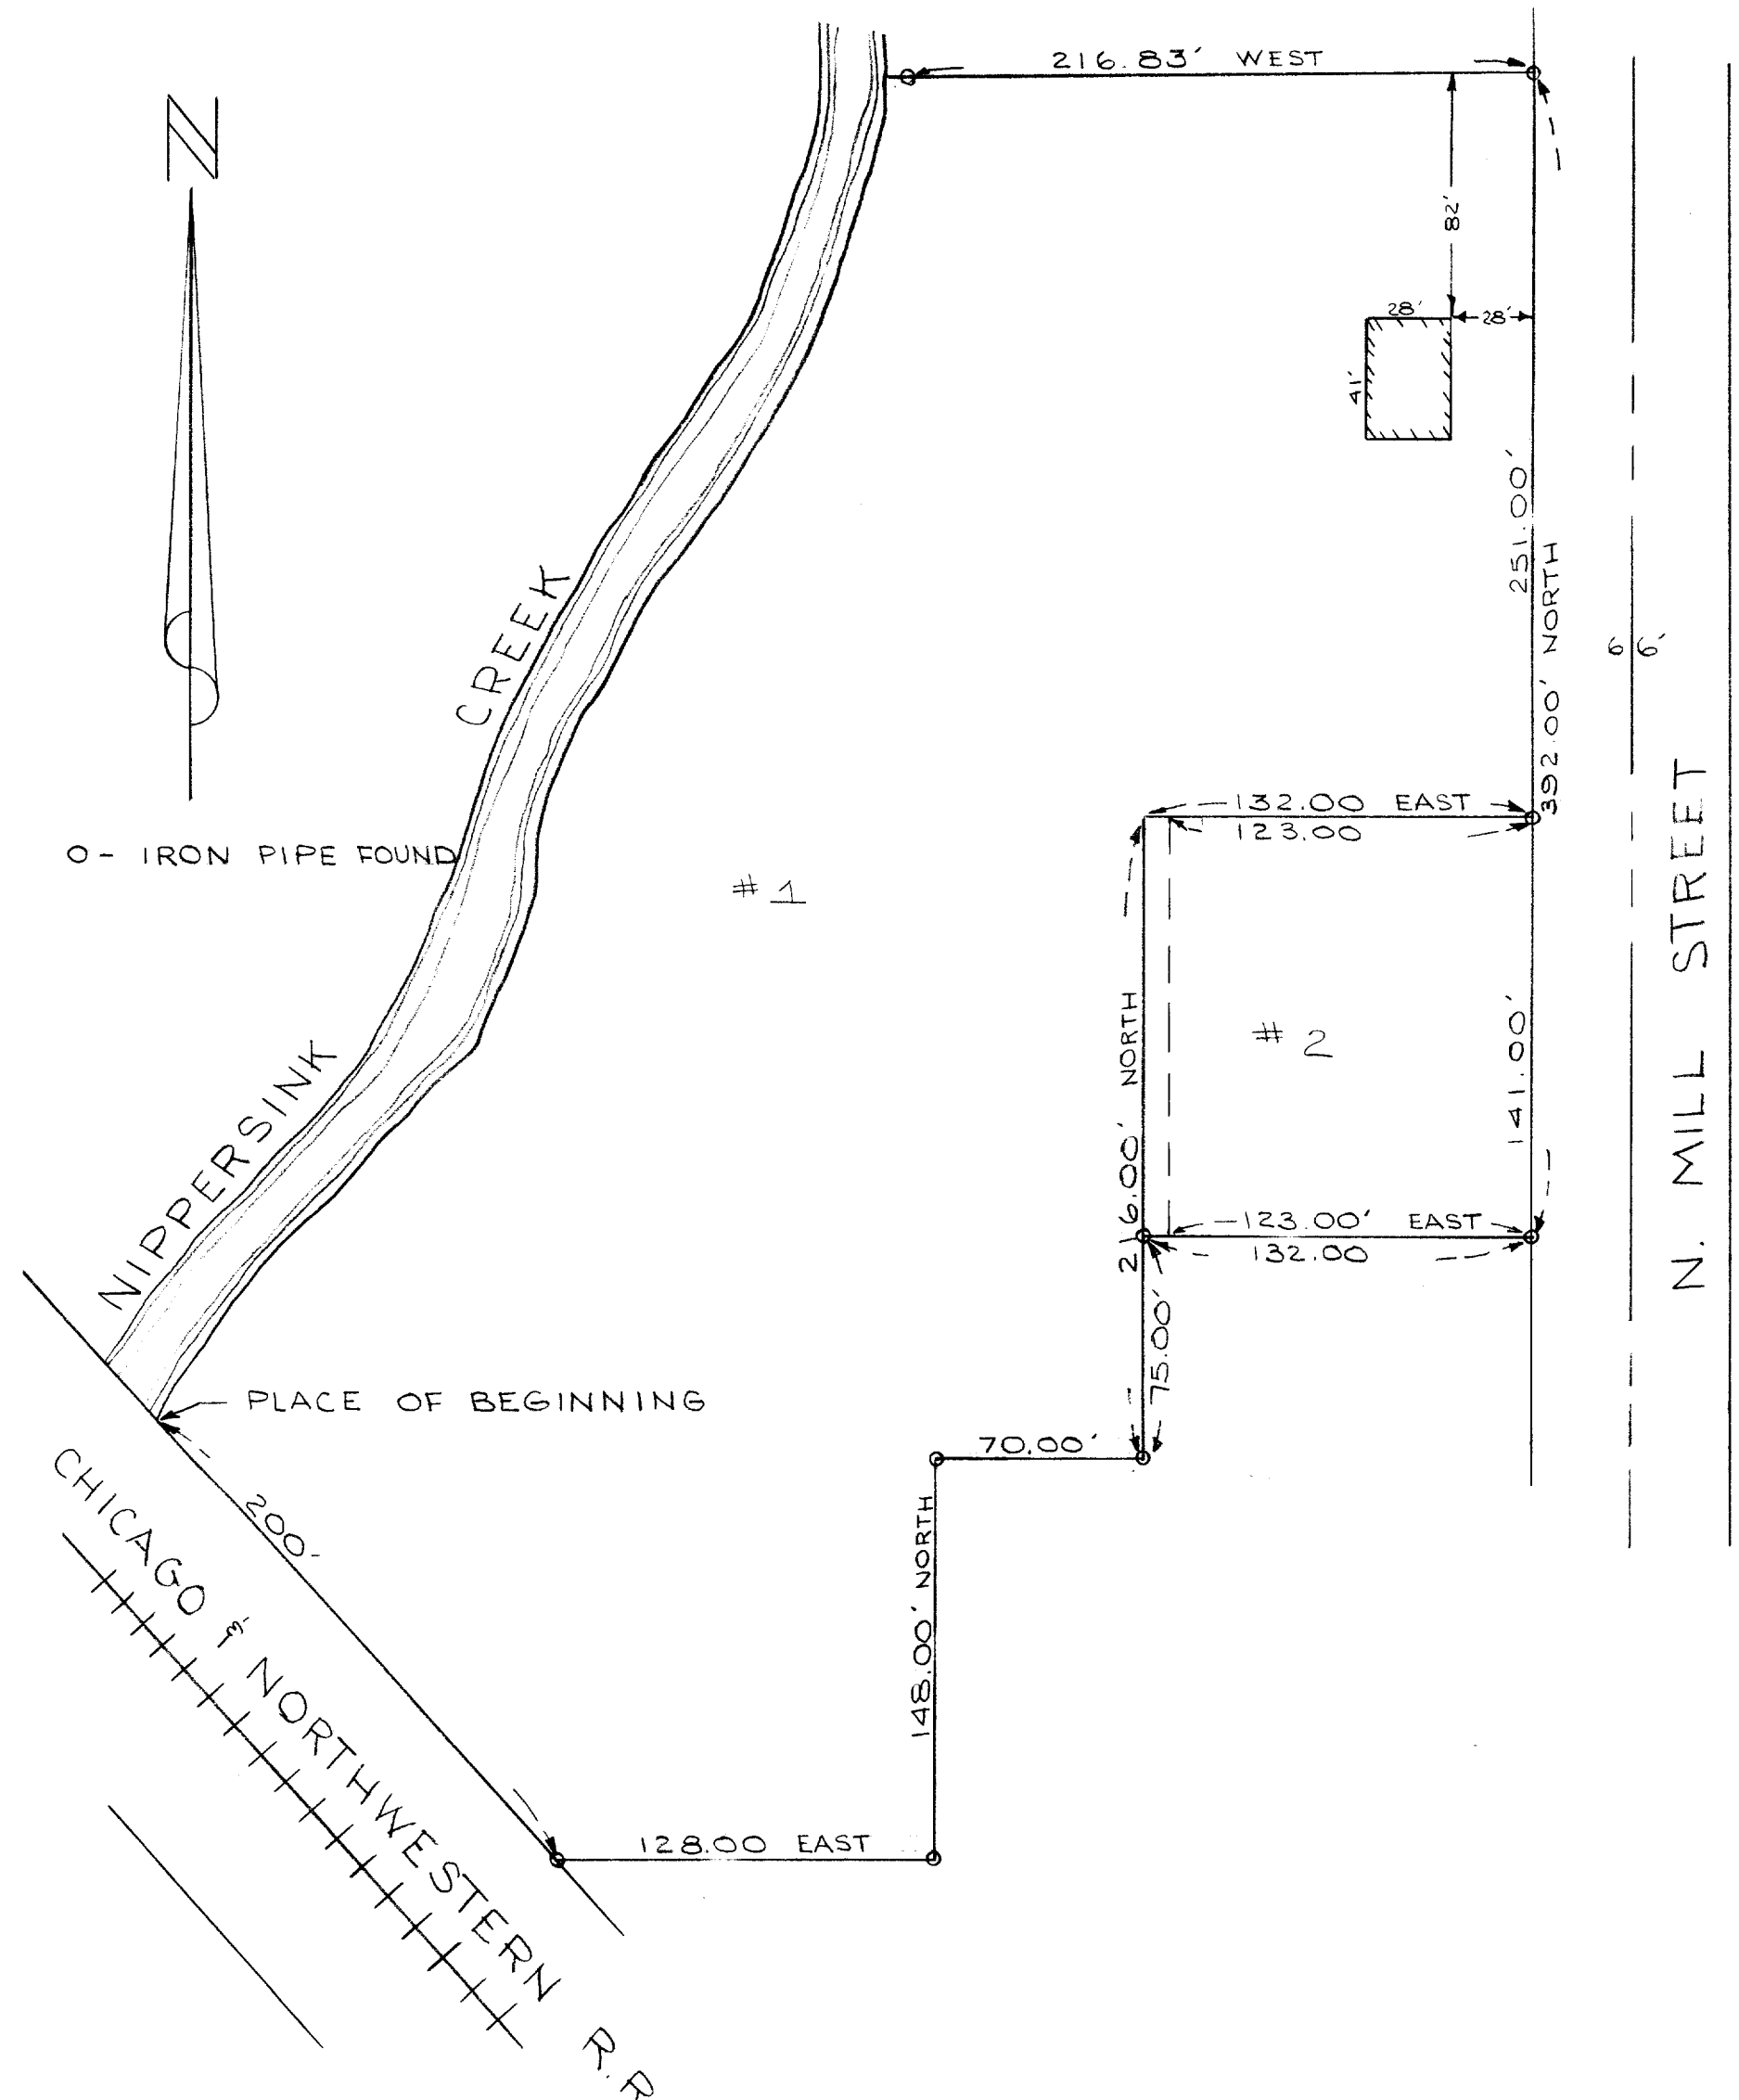 216.83' WEST
N
82'
28'
28'
41'
251.00'
392.00' NORTH
66'
CREEK
132.00 EAST
123.00
O - IRON PIPE FOUND
# 1
216.00' NORTH
# 2
141.00'
N. MILL STREET
NIPPERSINK
123.00' EAST
132.00
75.00'
PLACE OF BEGINNING
70.00'
200.
148.00' NORTH
CHICAGO & NORTHWESTERN R.R
128.00 EAST